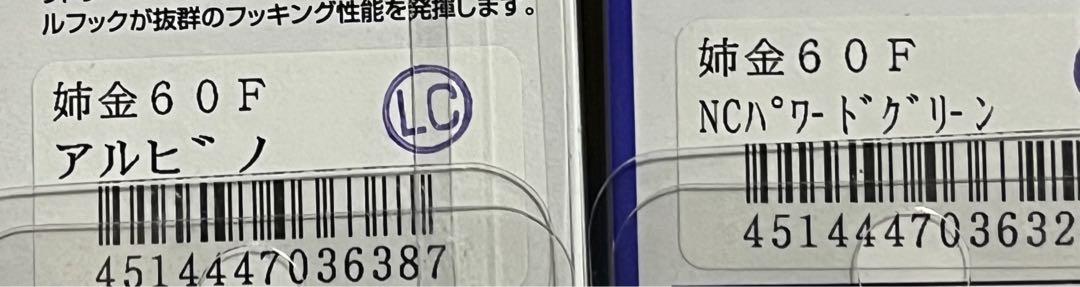 ルフックが抜群のフッキング性能を発揮します。
姉金60F
アルビノ
LC
4514447036387
姉金60F
NCパワードグリーン
451444703632